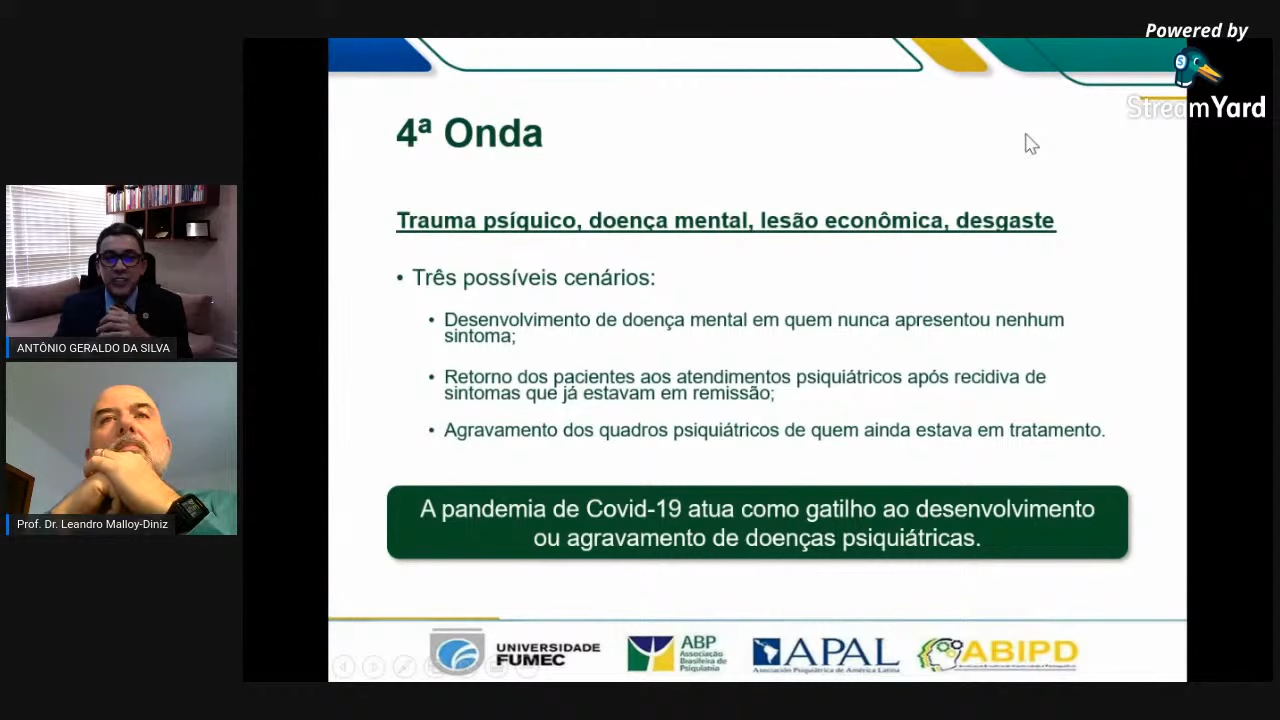 Powered by
StreamYard
4ª Onda
Trauma psíquico, doença mental, lesão econômica, desgaste
• Três possíveis cenários:
• Desenvolvimento de doença mental em quem nunca apresentou nenhum
sintoma;
• Retorno dos pacientes aos atendimentos psiquiátricos após recidiva de
sintomas que já estavam em remissão;
• Agravamento dos quadros psiquiátricos de quem ainda estava em tratamento.
A pandemia de Covid-19 atua como gatilho ao desenvolvimento
ou agravamento de doenças psiquiátricas.
ANTÔNIO GERALDO DA SILVA
Prof. Dr. Leandro Malloy-Diniz
UNIVERSIDADE
FUMEC
ABP
Associação
Brasileira de
Psiquiatria
APAL
Asociación Psiquiátrica de América Latina
ABIPD